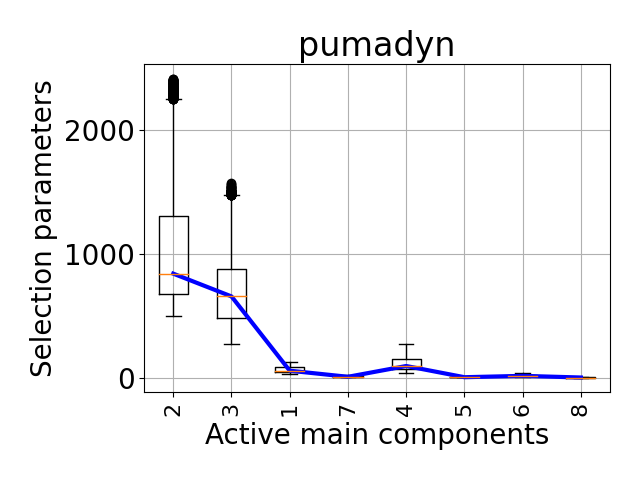 pumadyn
Selection parameters
2000
1000
0
2 3 1 7 4 5 6 8
Active main components